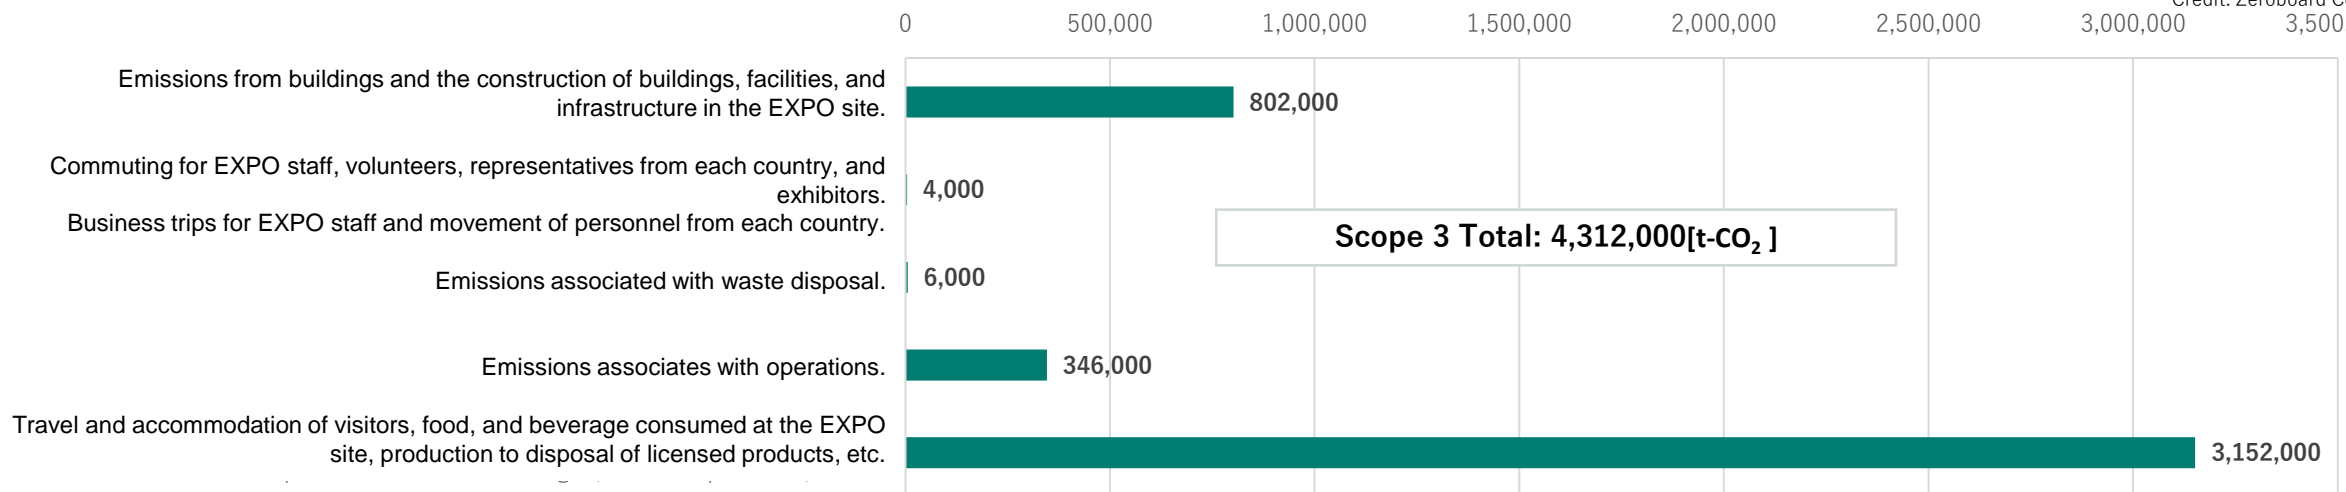 Credit: Zeroboard
0 500,000 1,000,000 1,500,000 2,000,000 2,500,000 3,000,000 3,500
Emissions from buildings and the construction of buildings, facilities, and
infrastructure in the EXPO site.
802,000
Commuting for EXPO staff, volunteers, representatives from each country, and
exhibitors.
4,000
Business trips for EXPO staff and movement of personnel from each country.
Scope 3 Total: 4,312,000[t-CO₂ ]
Emissions associated with waste disposal.
6,000
Emissions associates with operations.
346,000
Travel and accommodation of visitors, food, and beverage consumed at the EXPO
site, production to disposal of licensed products, etc.
3,152,000